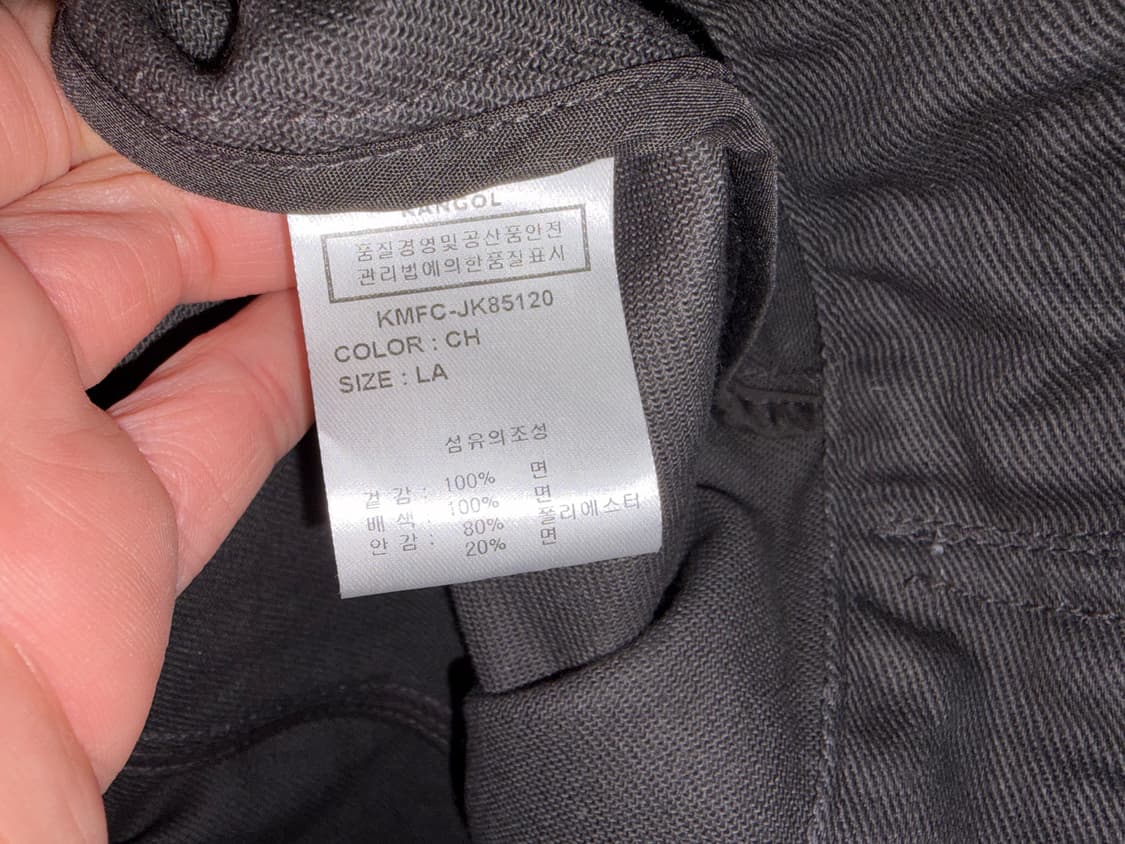 KANGOL
품질경영및공산품안전
관리법에의한품질표시
KMFC-JK85120
COLOR : CH
SIZE : LA
섬유의조성
겉 감 : 100% 면
배 색 : 100% 면
안 감 : 80% 폴리에스터
20% 면